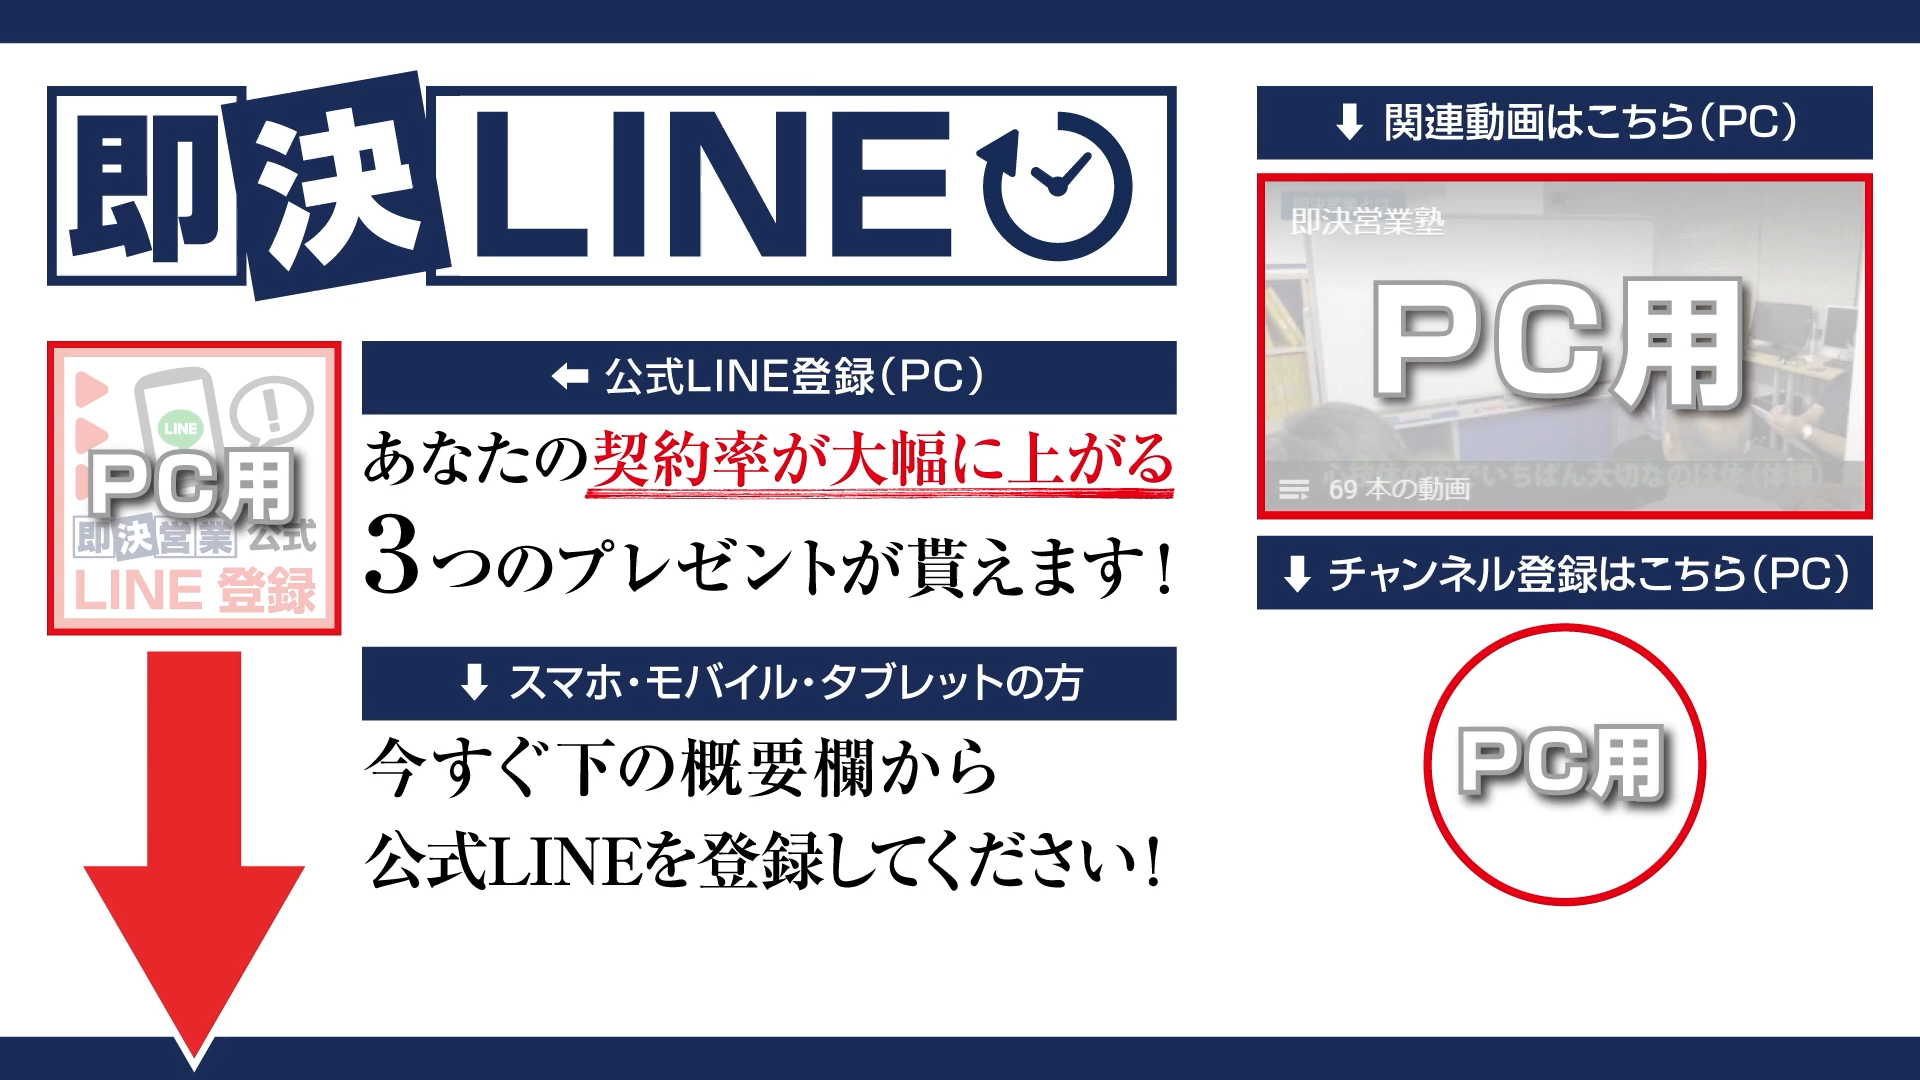 即決LINE
LINE
PC用
即決営業 公式
LINE 登録
⬅ 公式LINE登録（PC）
あなたの契約率が大幅に上がる
3つのプレゼントが貰えます！
⬇ スマホ・モバイル・タブレットの方
今すぐ下の概要欄から
公式LINEを登録してください！
⬇ 関連動画はこちら（PC）
即決営業塾
PC用
69 本の動画
⬇ チャンネル登録はこちら（PC）
PC用